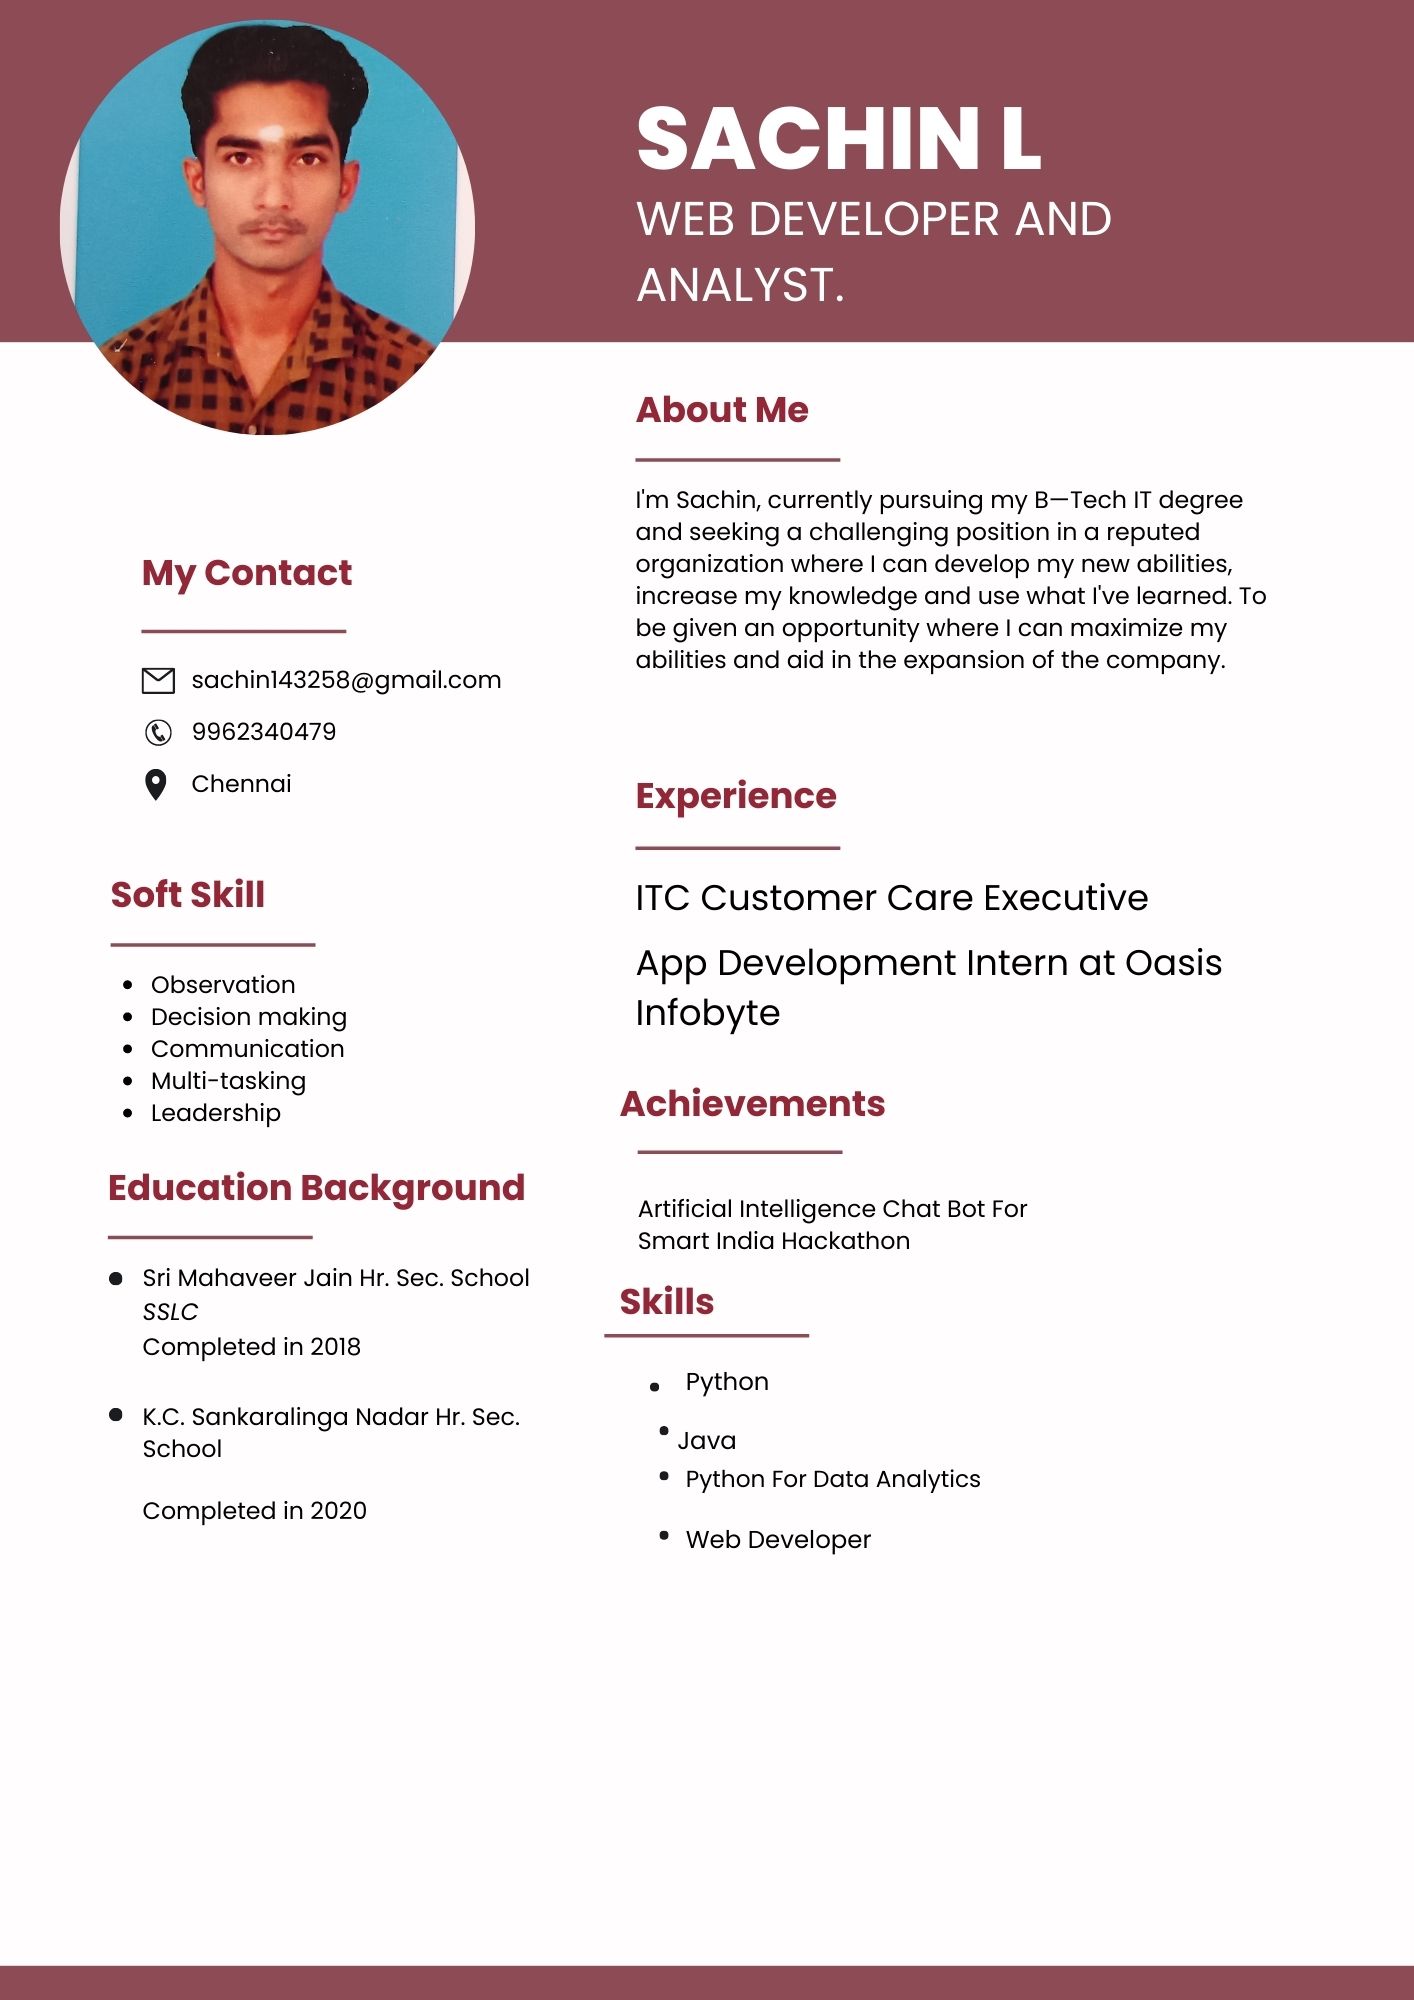 SACHIN L
WEB DEVELOPER AND
ANALYST.
My Contact
sachin143258@gmail.com
9962340479
Chennai
Soft Skill
Observation
Decision making
Communication
Multi-tasking
Leadership
Education Background
Sri Mahaveer Jain Hr. Sec. School
SSLC
Completed in 2018
K.C. Sankaralinga Nadar Hr. Sec.
School
Completed in 2020
About Me
I'm Sachin, currently pursuing my B—Tech IT degree
and seeking a challenging position in a reputed
organization where I can develop my new abilities,
increase my knowledge and use what I've learned. To
be given an opportunity where I can maximize my
abilities and aid in the expansion of the company.
Experience
ITC Customer Care Executive
App Development Intern at Oasis
Infobyte
Achievements
Artificial Intelligence Chat Bot For
Smart India Hackathon
Skills
Python
Java
Python For Data Analytics
Web Developer